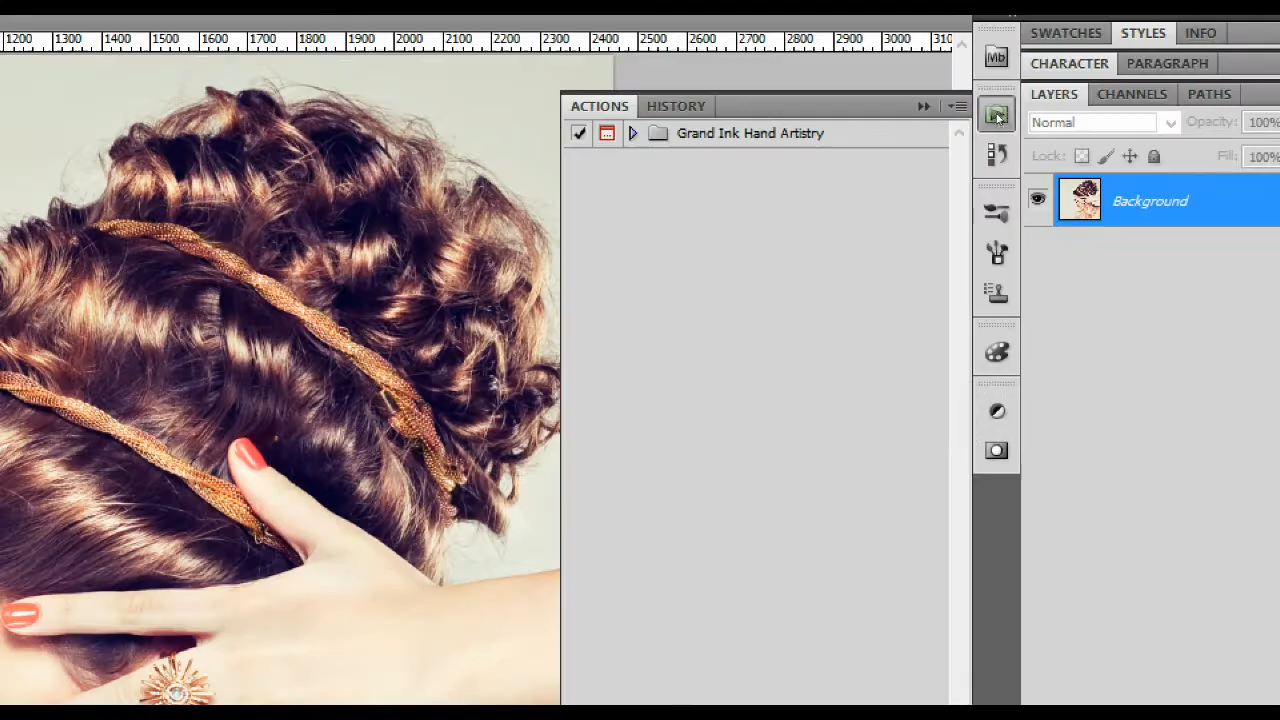 1200 1300 1400 1500 1600 1700 1800 1900 2000 2100 2200 2300 2400 2500 2600 2700 2800 2900 3000 310
Mb
SWATCHES STYLES INFO
CHARACTER PARAGRAPH
LAYERS CHANNELS PATHS
Normal Opacity: 100%
Lock: Fill: 100%
Background
ACTIONS HISTORY
Grand Ink Hand Artistry